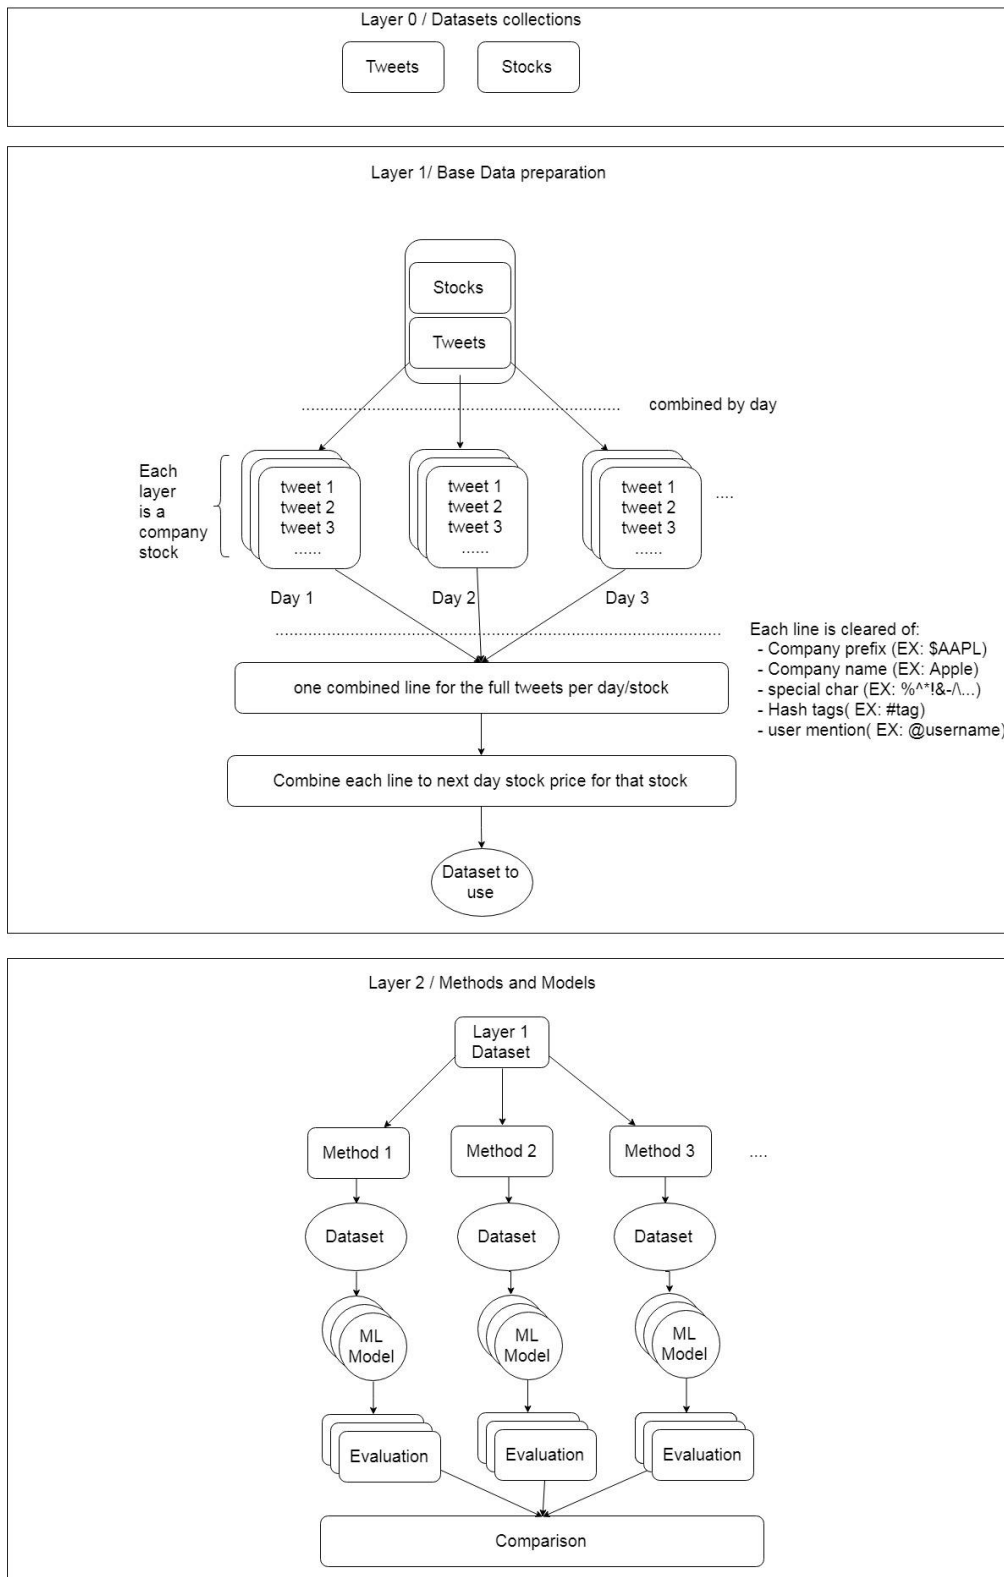 Layer 0 / Datasets collections
Tweets
Stocks
Layer 1/ Base Data preparation
Stocks
Tweets
combined by day
Each
layer
is a
company
stock
tweet 1
tweet 2
tweet 3
......
tweet 1
tweet 2
tweet 3
......
tweet 1
tweet 2
tweet 3
......
....
Day 1
Day 2
Day 3
Each line is cleared of:
- Company prefix (EX: $AAPL)
- Company name (EX: Apple)
- special char (EX: %^*!&-/\...)
- Hash tags( EX: #tag)
- user mention( EX: @username)
one combined line for the full tweets per day/stock
Combine each line to next day stock price for that stock
Dataset to
use
Layer 2 / Methods and Models
Layer 1
Dataset
Method 1
Method 2
Method 3
....
Dataset
Dataset
Dataset
ML
Model
ML
Model
ML
Model
Evaluation
Evaluation
Evaluation
Comparison